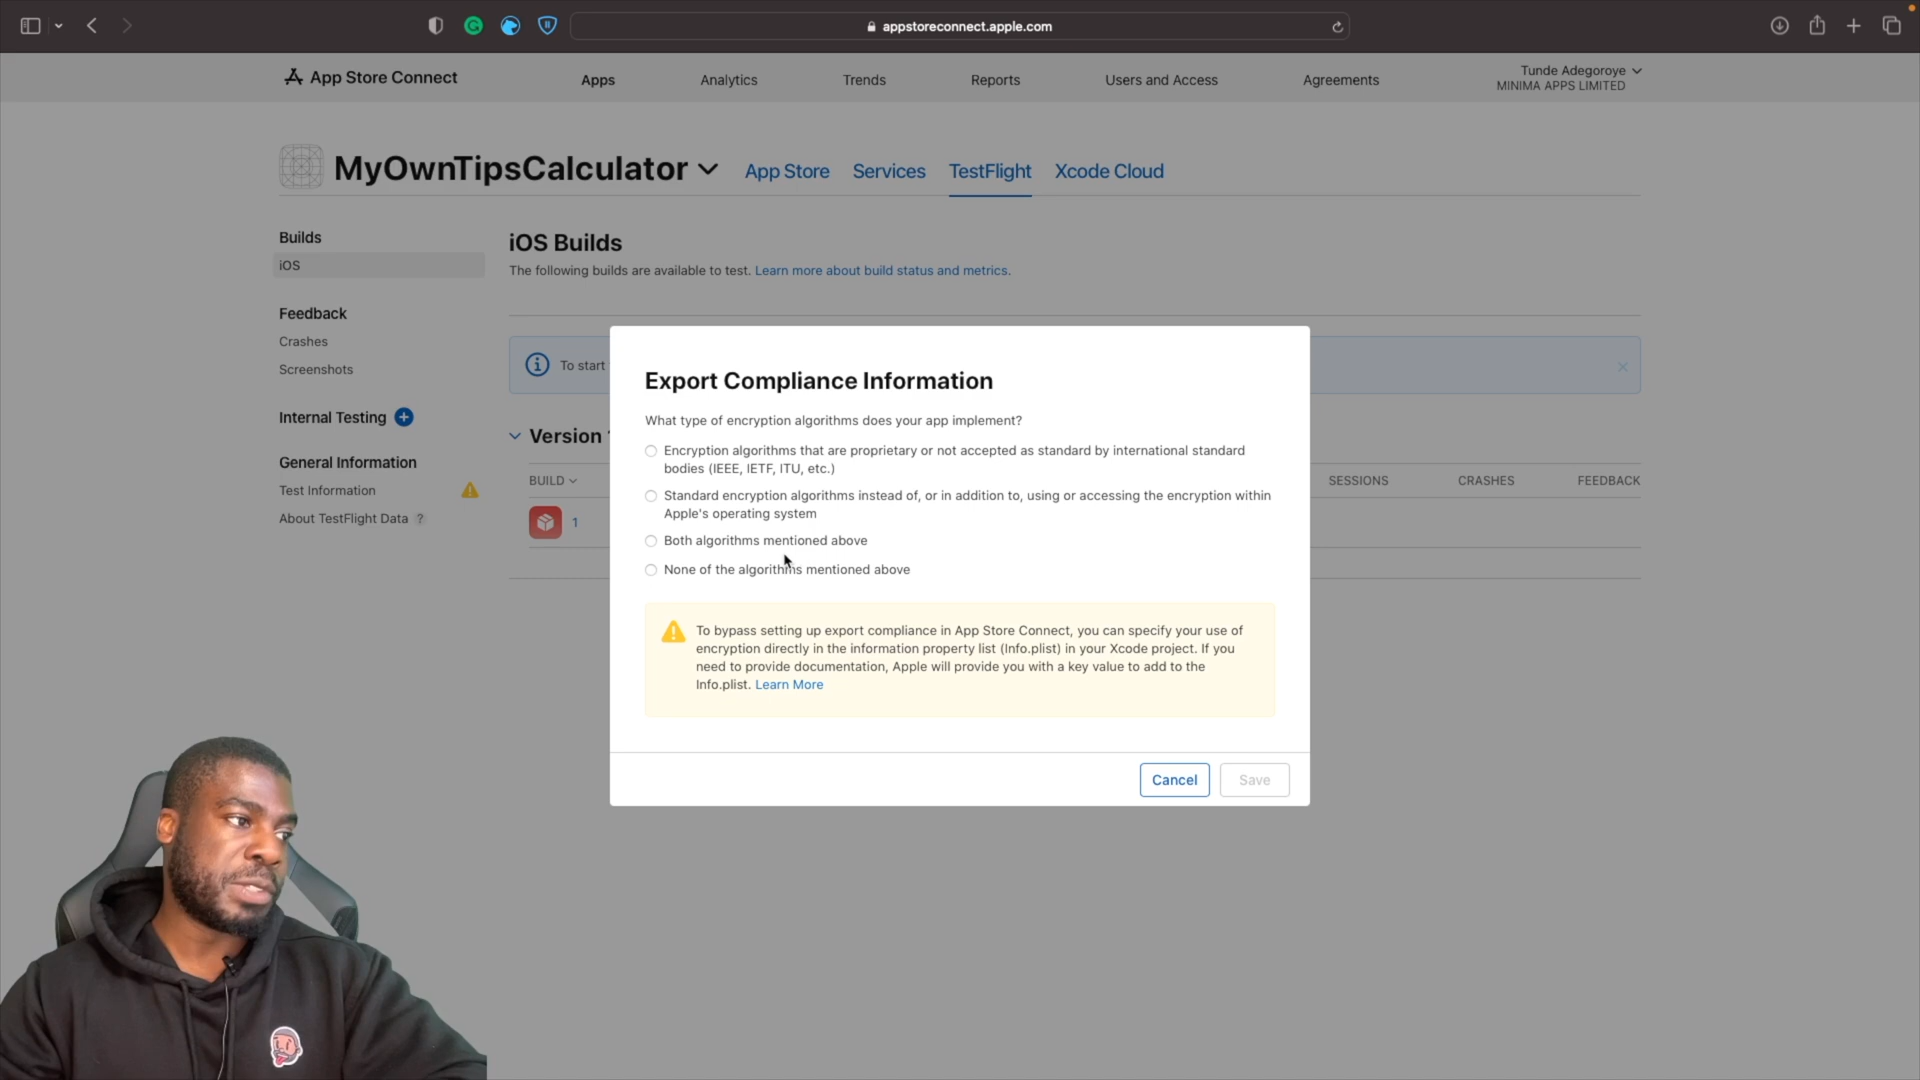 appstoreconnect.apple.com
App Store Connect
Apps
Analytics
Trends
Reports
Users and Access
Agreements
Tunde Adegoroye
MINIMA APPS LIMITED
MyOwnTipsCalculator
App Store
Services
TestFlight
Xcode Cloud
Builds
iOS
Feedback
Crashes
Screenshots
Internal Testing
General Information
Test Information
About TestFlight Data ?
iOS Builds
The following builds are available to test. Learn more about build status and metrics.
To start
Version
BUILD
SESSIONS
CRASHES
FEEDBACK
1
Export Compliance Information
What type of encryption algorithms does your app implement?
Encryption algorithms that are proprietary or not accepted as standard by international standard
bodies (IEEE, IETF, ITU, etc.)
Standard encryption algorithms instead of, or in addition to, using or accessing the encryption within
Apple's operating system
Both algorithms mentioned above
None of the algorithms mentioned above
To bypass setting up export compliance in App Store Connect, you can specify your use of
encryption directly in the information property list (Info.plist) in your Xcode project. If you
need to provide documentation, Apple will provide you with a key value to add to the
Info.plist. Learn More
Cancel
Save